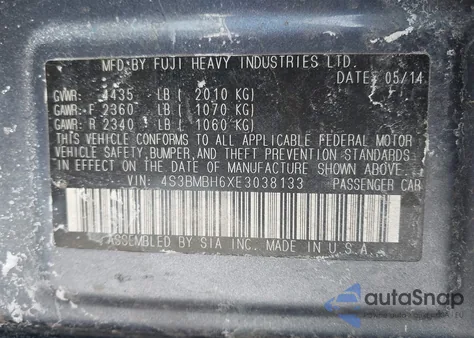 MFD. BY FUJI HEAVY INDUSTRIES LTD.
DATE: 05/14
GVWR: 4435 LB ( 2010 KG)
GAWR: F 2360 LB ( 1070 KG)
GAWR: R 2340 LB ( 1060 KG)
THIS VEHICLE CONFORMS TO ALL APPLICABLE FEDERAL MOTOR
VEHICLE SAFETY, BUMPER, AND THEFT PREVENTION STANDARDS
IN EFFECT ON THE DATE OF MANUFACTURE SHOWN ABOVE.
VIN: 4S3BMBH6XE3038133 PASSENGER CAR
ASSEMBLED BY SIA INC. MADE IN U.S.A.
autoSnap